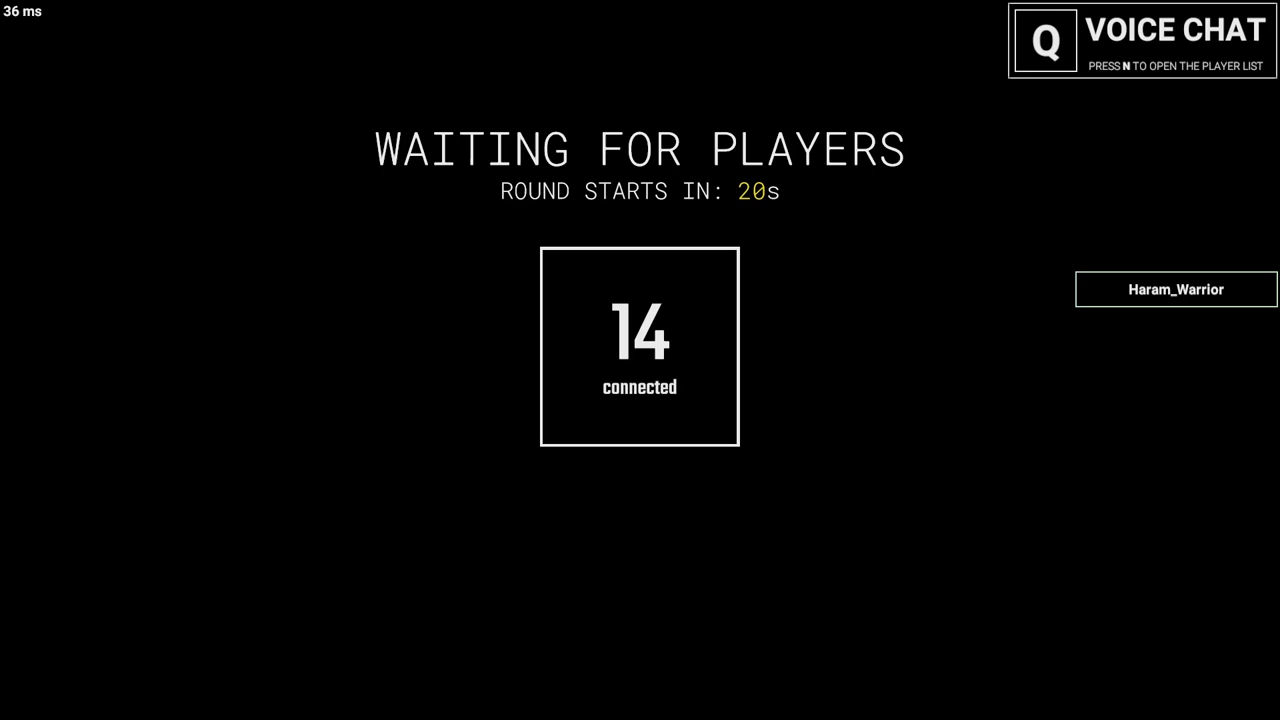 36 ms
Q
VOICE CHAT
PRESS N TO OPEN THE PLAYER LIST
WAITING FOR PLAYERS
ROUND STARTS IN: 20s
14
connected
Haram_Warrior